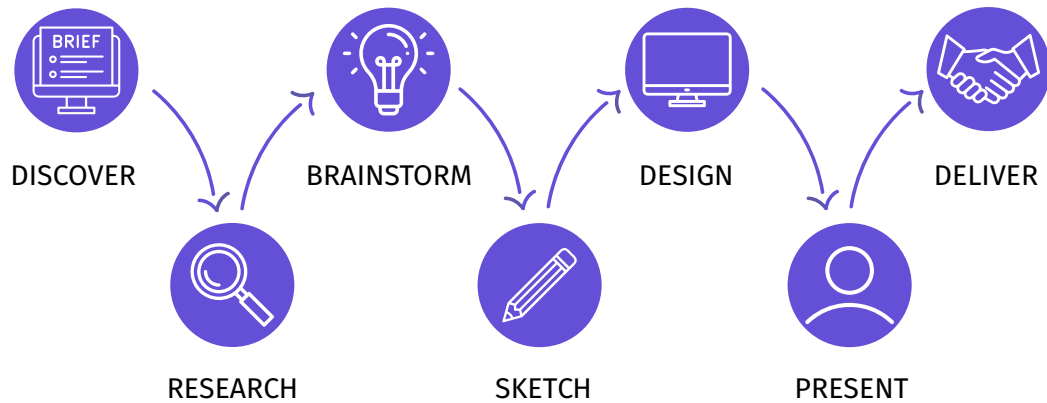 BRIEF
DISCOVER
RESEARCH
BRAINSTORM
SKETCH
DESIGN
PRESENT
DELIVER